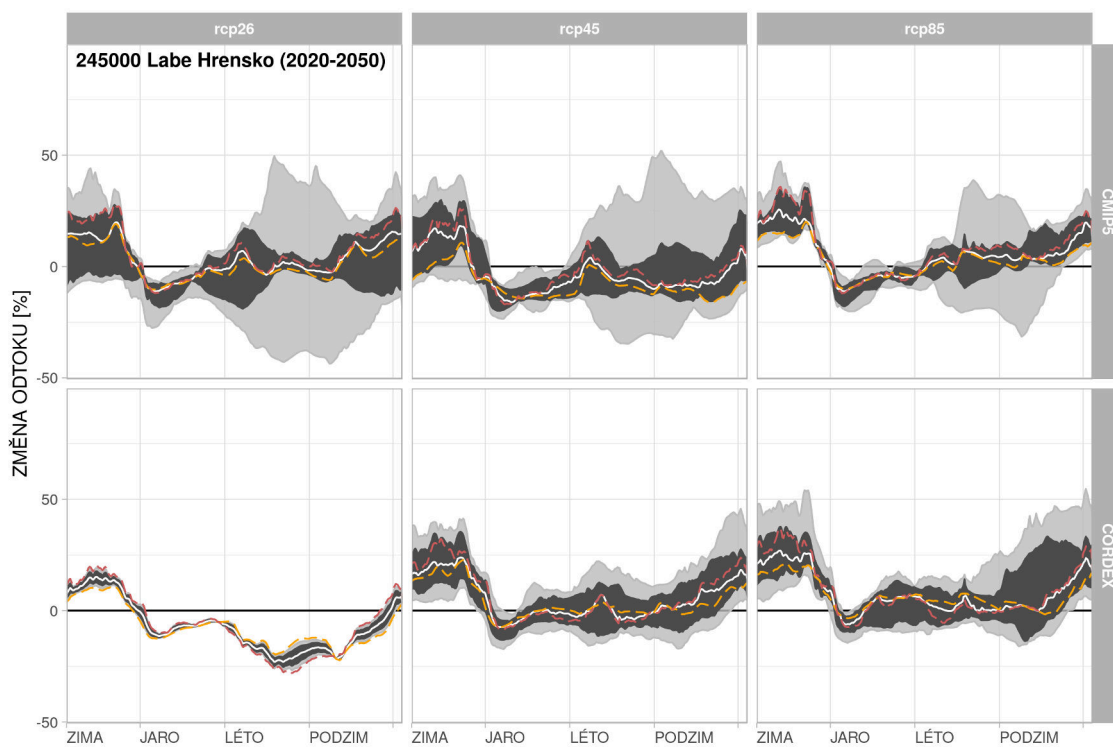 rcp26 rcp45 rcp85
245000 Labe Hrensko (2020-2050)
CMIP5
50
0
-50
ZMĚNA ODTOKU [%]
CORDEX
50
0
-50
ZIMA JARO LÉTO PODZIM ZIMA JARO LÉTO PODZIM ZIMA JARO LÉTO PODZIM